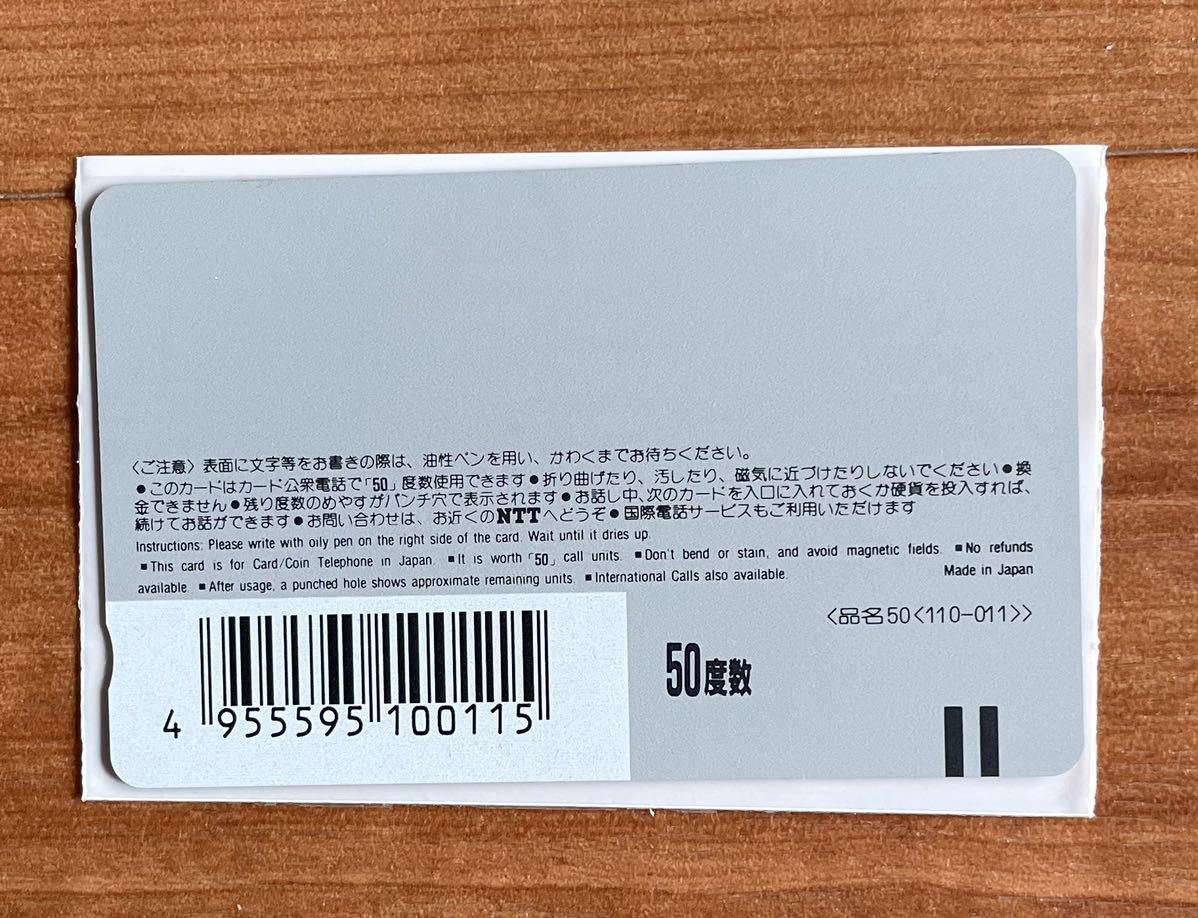 〈ご注意〉表面に文字等をお書きの際は、油性ペンを用い、かわくまでお待ちください。
●このカードはカード公衆電話で「50」度数使用できます●折り曲げたり、汚したり、磁気に近づけたりしないでください●換
金できません●残り度数のめやすがパンチ穴で表示されます●お話し中、次のカードを入口に入れておくか硬貨を投入すれば、
続けてお話ができます●お問い合わせは、お近くのNTTへどうぞ●国際電話サービスもご利用いただけます
Instructions: Please write with oily pen on the right side of the card. Wait until it dries up.
■This card is for Card/Coin Telephone in Japan. ■It is worth「50」call units. ■Don't bend or stain, and avoid magnetic fields. ■No refunds
available. ■After usage, a punched hole shows approximate remaining units. ■International Calls also available.
Made in Japan
〈品名50〈110-011〉〉
50度数
4 955595 100115